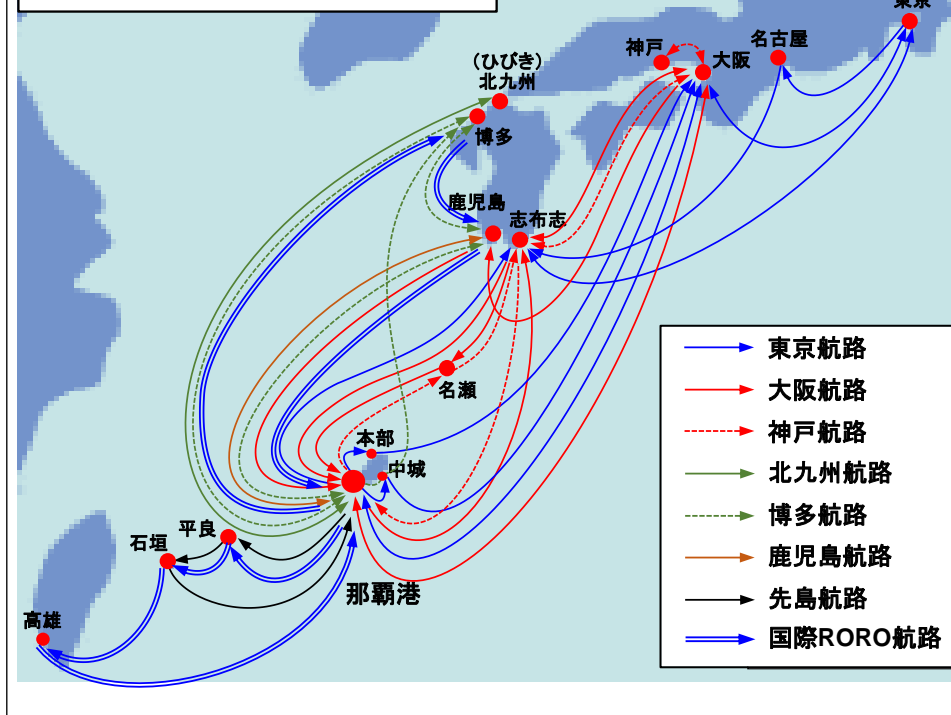 東京
名古屋
神戸
大阪
(ひびき)
北九州
博多
鹿児島
志布志
名瀬
本部
中城
平良
石垣
那覇港
高雄
東京航路
大阪航路
神戸航路
北九州航路
博多航路
鹿児島航路
先島航路
国際RORO航路